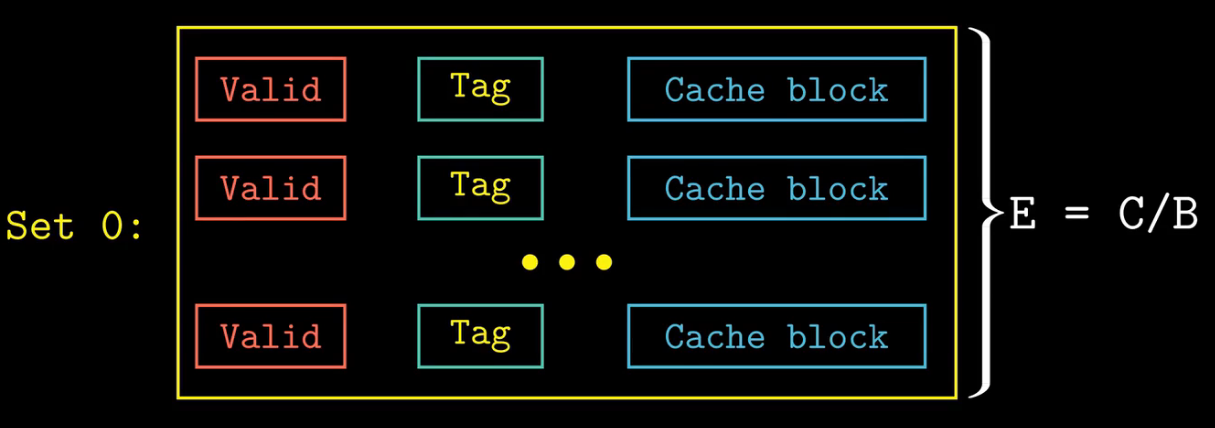 Valid Tag Cache block
Valid Tag Cache block
Set 0:
E = C/B
...
Valid Tag Cache block